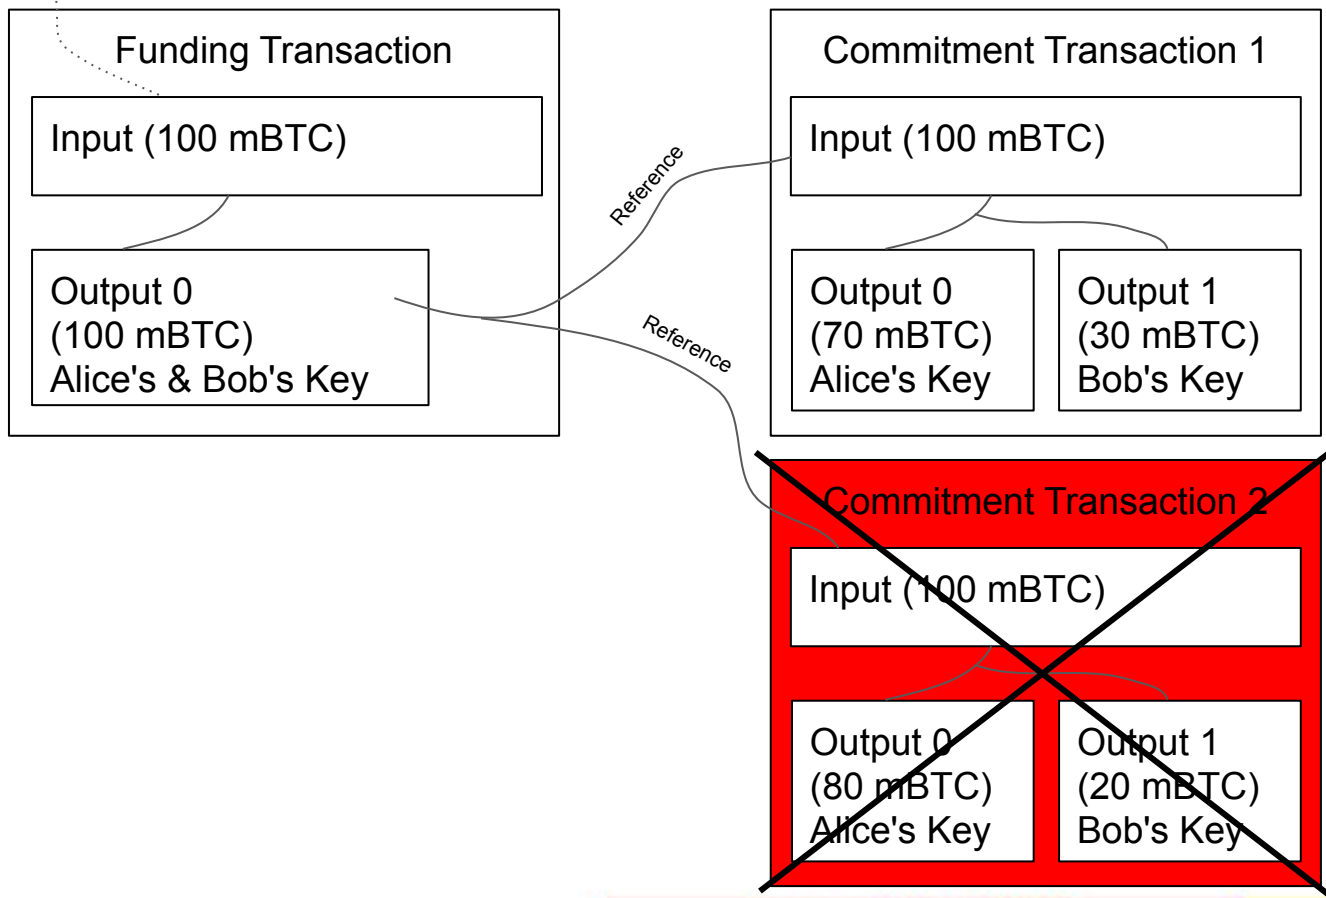 Funding Transaction
Input (100 mBTC)
Output 0
(100 mBTC)
Alice's & Bob's Key
Reference
Reference
Commitment Transaction 1
Input (100 mBTC)
Output 0
(70 mBTC)
Alice's Key
Output 1
(30 mBTC)
Bob's Key
Commitment Transaction 2
Input (100 mBTC)
Output 0
(80 mBTC)
Alice's Key
Output 1
(20 mBTC)
Bob's Key